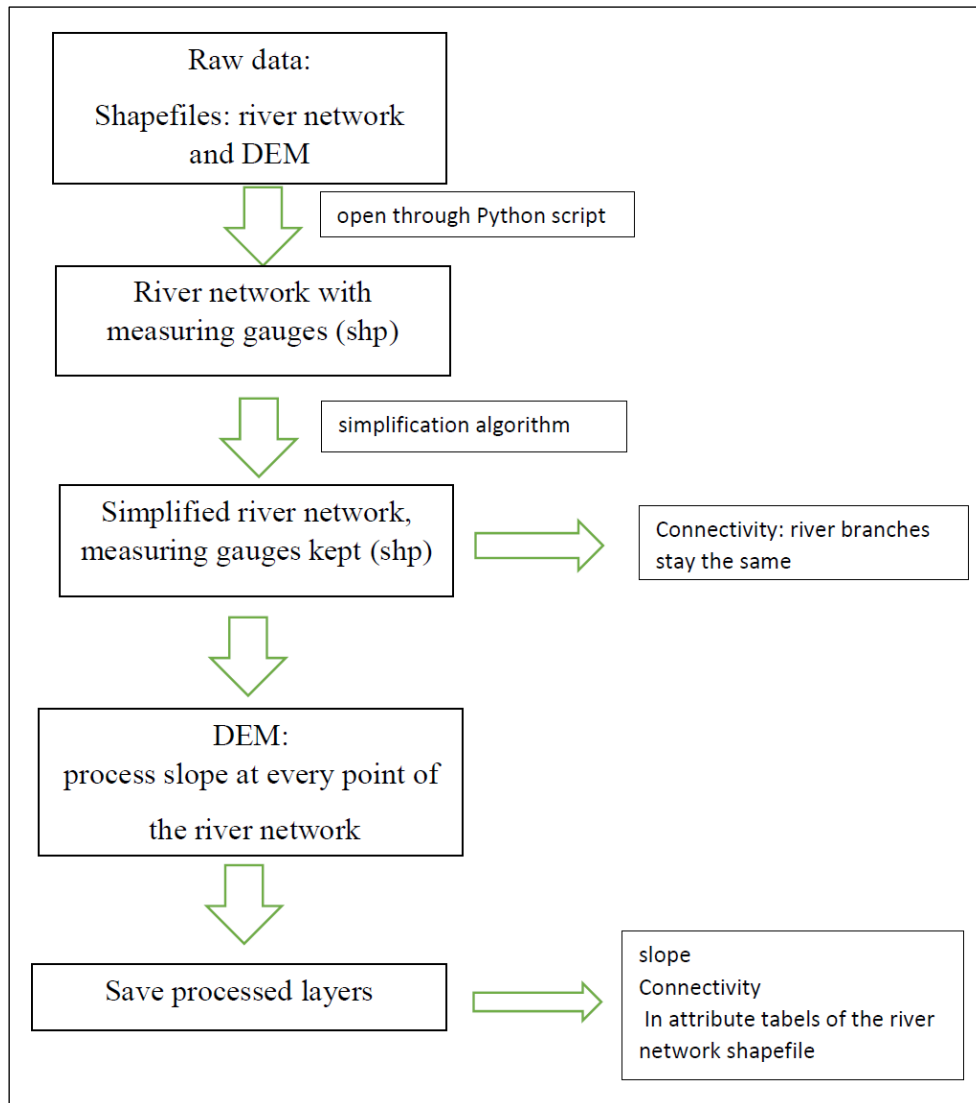 Raw data:
Shapefiles: river network
and DEM
open through Python script
River network with
measuring gauges (shp)
simplification algorithm
Simplified river network,
measuring gauges kept (shp)
Connectivity: river branches
stay the same
DEM:
process slope at every point of
the river network
Save processed layers
slope
Connectivity
In attribute tabels of the river
network shapefile